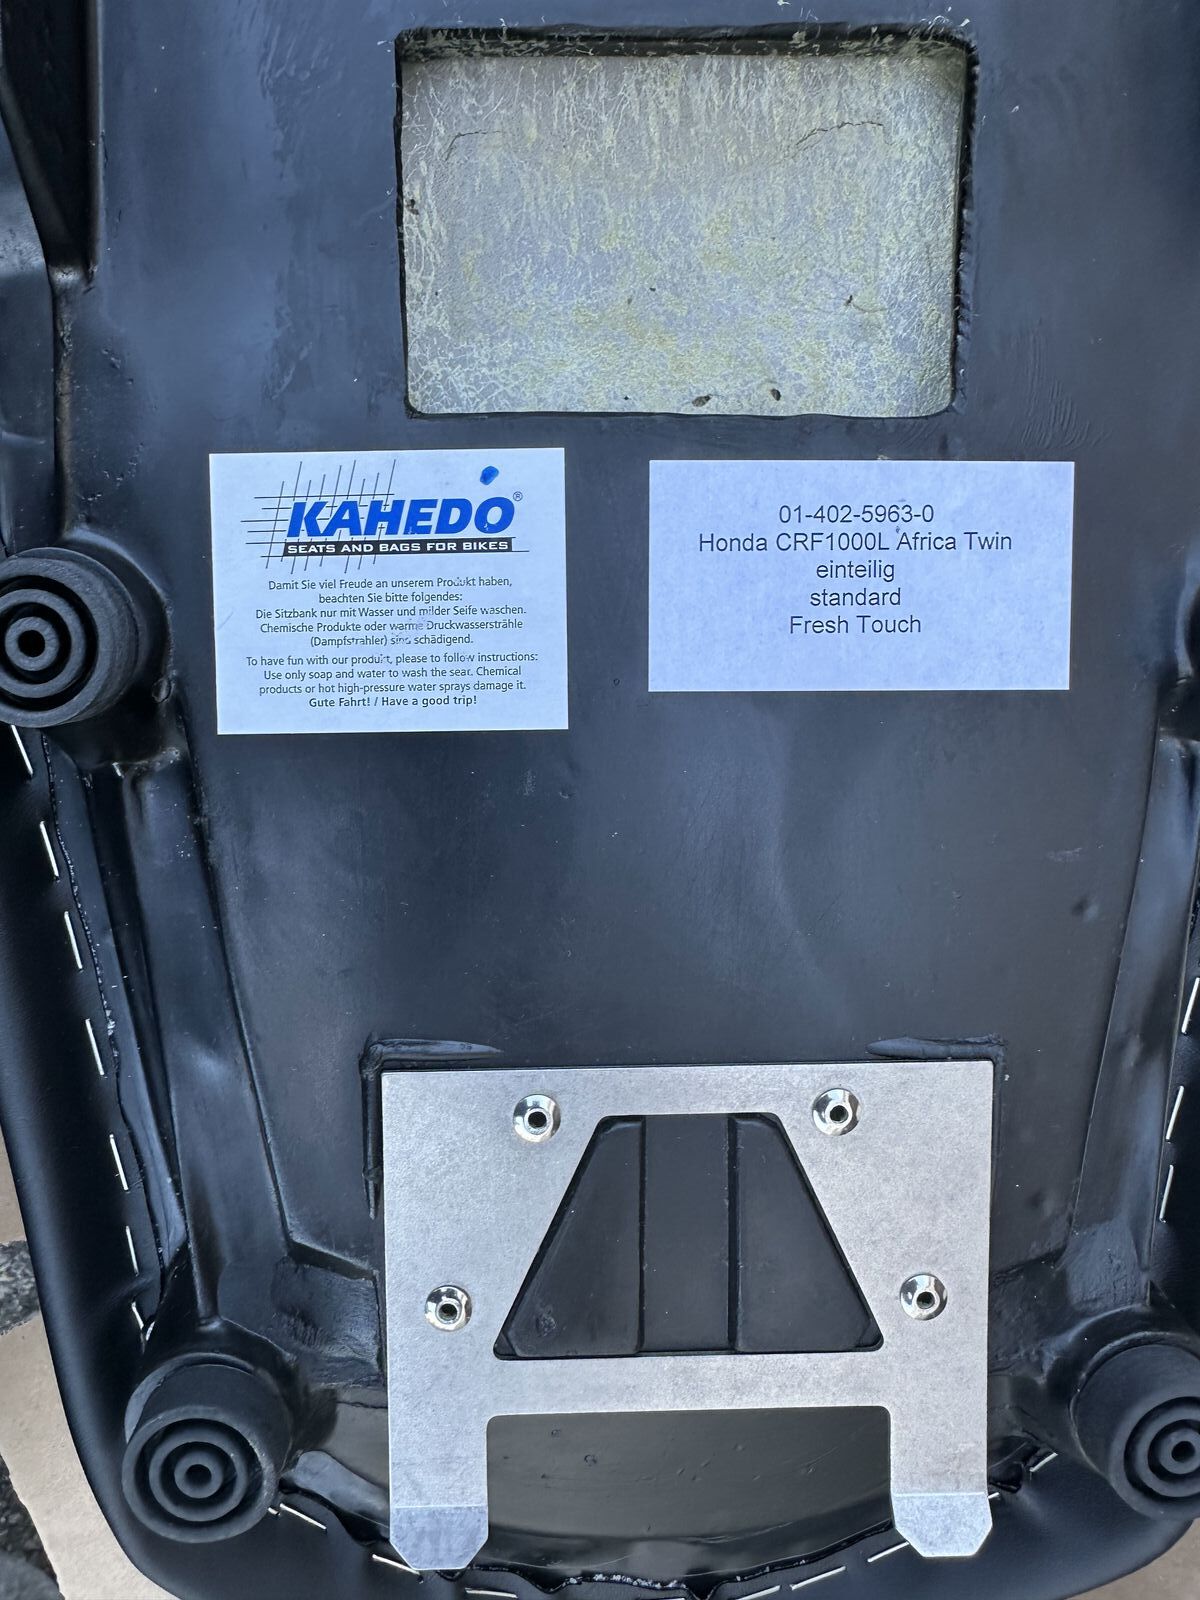 KAHEDO®
SEATS AND BAGS FOR BIKES
Damit Sie viel Freude an unserem Produkt haben,
beachten Sie bitte folgendes:
Die Sitzbank nur mit Wasser und milder Seife waschen.
Chemische Produkte oder warme Druckwassersträhle
(Dampfstrahler) sind schädigend.
To have fun with our produkt, please to follow instructions:
Use only soap and water to wash the seat. Chemical
products or hot high-pressure water sprays damage it.
Gute Fahrt! / Have a good trip!
01-402-5963-0
Honda CRF1000L Africa Twin
einteilig
standard
Fresh Touch